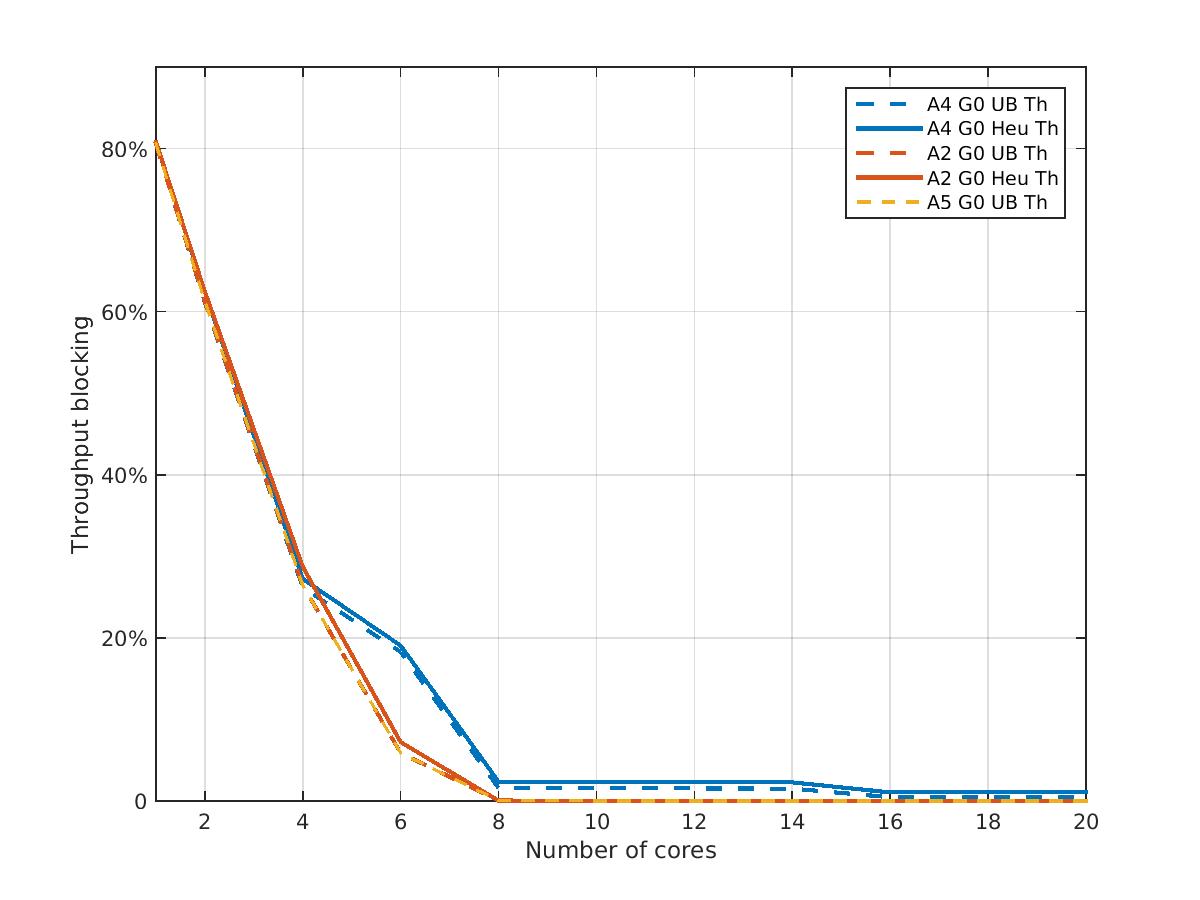 A4 G0 UB Th
A4 G0 Heu Th
A2 G0 UB Th
A2 G0 Heu Th
A5 G0 UB Th
80%
60%
40%
20%
0
Throughput blocking
2 4 6 8 10 12 14 16 18 20
Number of cores